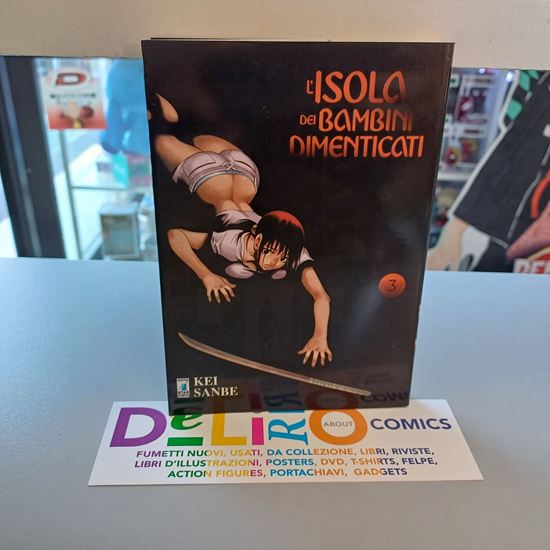 L'ISOLA
DEI BAMBINI
DIMENTICATI
3
KEI
SANBE
DeLiRiO
ABOUT COMICS
FUMETTI NUOVI, USATI, DA COLLEZIONE, LIBRI, RIVISTE,
LIBRI D'ILLUSTRAZIONI, POSTERS, DVD, T-SHIRTS, FELPE,
ACTION FIGURES, PORTACHIAVI, GADGETS